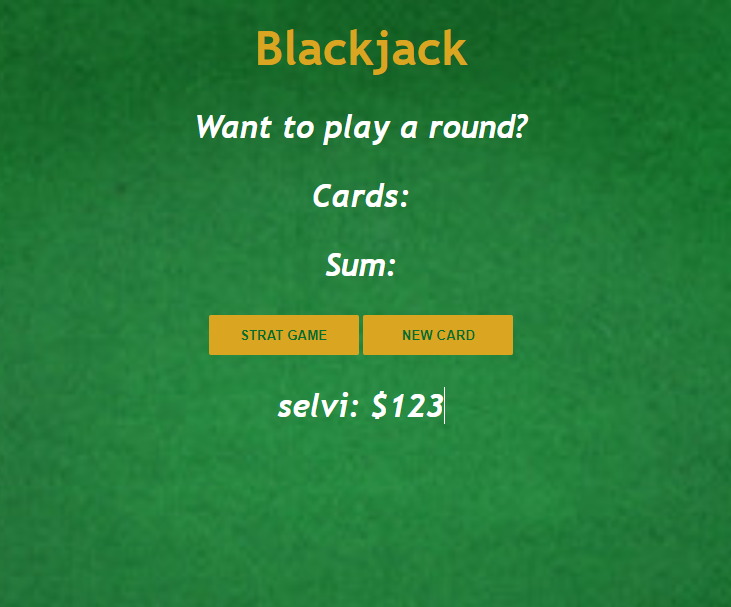 Blackjack
Want to play a round?
Cards:
Sum:
STRAT GAME NEW CARD
selvi: $123